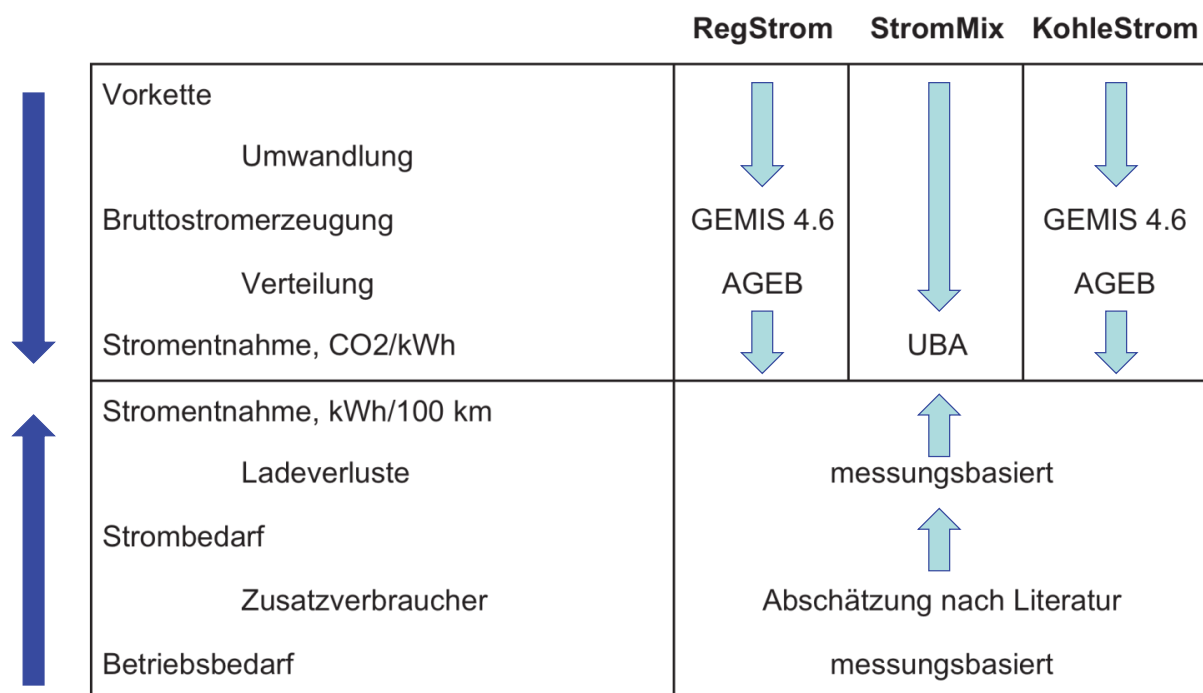 RegStrom StromMix KohleStrom
Vorkette
Umwandlung
Bruttostromerzeugung GEMIS 4.6 GEMIS 4.6
Verteilung AGEB AGEB
Stromentnahme, CO2/kWh UBA
Stromentnahme, kWh/100 km
Ladeverluste messungsbasiert
Strombedarf
Zusatzverbraucher Abschätzung nach Literatur
Betriebsbedarf messungsbasiert